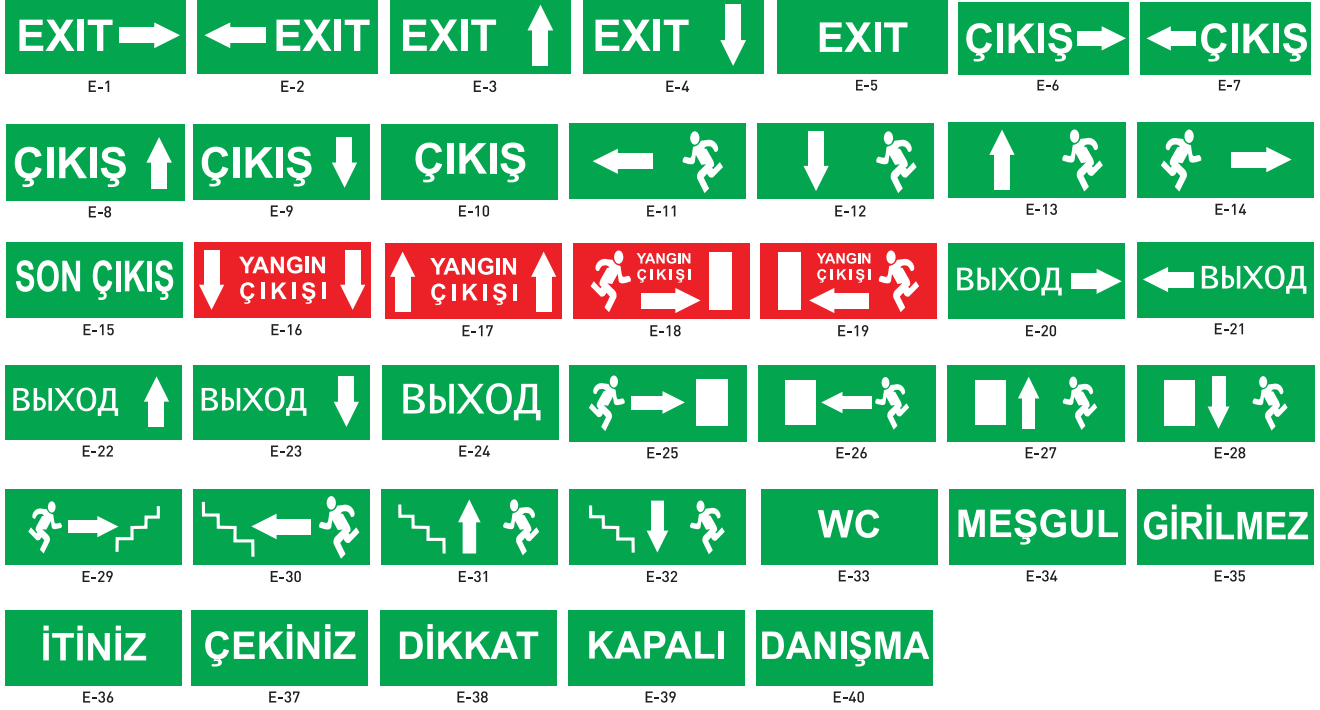 EXIT
EXIT
EXIT
EXIT
EXIT
ÇIKIŞ
ÇIKIŞ
E-1
E-2
E-3
E-4
E-5
E-6
E-7
ÇIKIŞ
ÇIKIŞ
ÇIKIŞ
E-8
E-9
E-10
E-11
E-12
E-13
E-14
SON ÇIKIŞ
YANGIN
ÇIKIŞI
YANGIN
ÇIKIŞI
YANGIN
ÇIKIŞI
YANGIN
ÇIKIŞI
ВЫХОД
ВЫХОД
E-15
E-16
E-17
E-18
E-19
E-20
E-21
ВЫХОД
ВЫХОД
ВЫХОД
E-22
E-23
E-24
E-25
E-26
E-27
E-28
WC
MEŞGUL
GİRİLMEZ
E-29
E-30
E-31
E-32
E-33
E-34
E-35
İTİNİZ
ÇEKİNİZ
DİKKAT
KAPALI
DANIŞMA
E-36
E-37
E-38
E-39
E-40